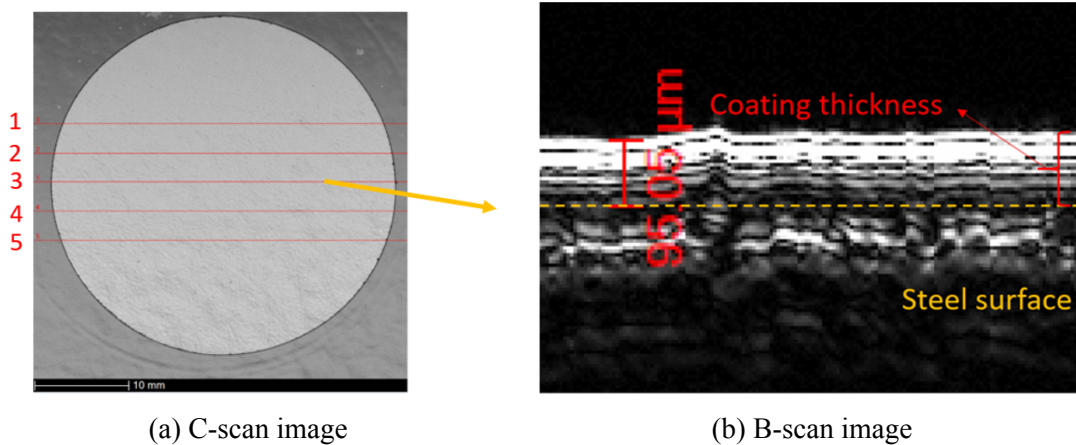 1
2
3
4
5
10 mm
95.05 µm
Coating thickness
Steel surface
(a) C-scan image
(b) B-scan image